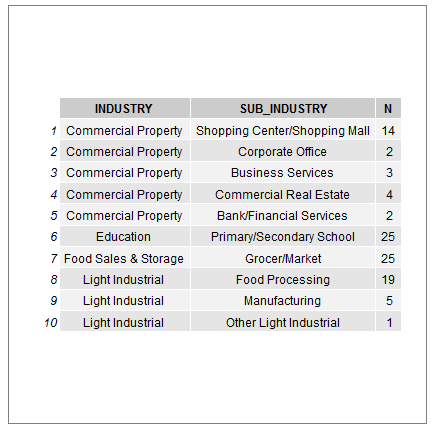 INDUSTRY SUB_INDUSTRY N
1 Commercial Property Shopping Center/Shopping Mall 14
2 Commercial Property Corporate Office 2
3 Commercial Property Business Services 3
4 Commercial Property Commercial Real Estate 4
5 Commercial Property Bank/Financial Services 2
6 Education Primary/Secondary School 25
7 Food Sales & Storage Grocer/Market 25
8 Light Industrial Food Processing 19
9 Light Industrial Manufacturing 5
10 Light Industrial Other Light Industrial 1